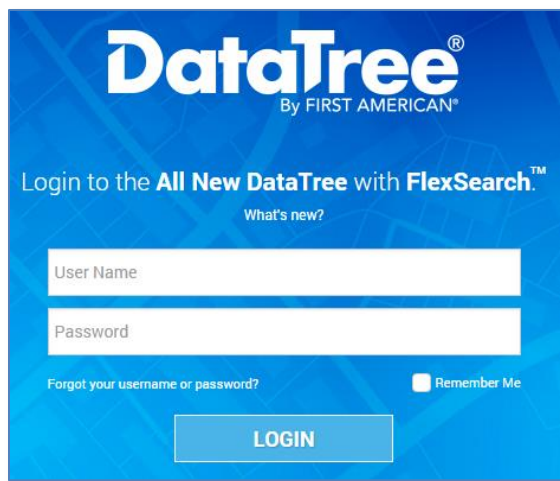 DataTree®
By FIRST AMERICAN®
Login to the All New DataTree with FlexSearch.™
What's new?
User Name
Password
Forgot your username or password? Remember Me
LOGIN